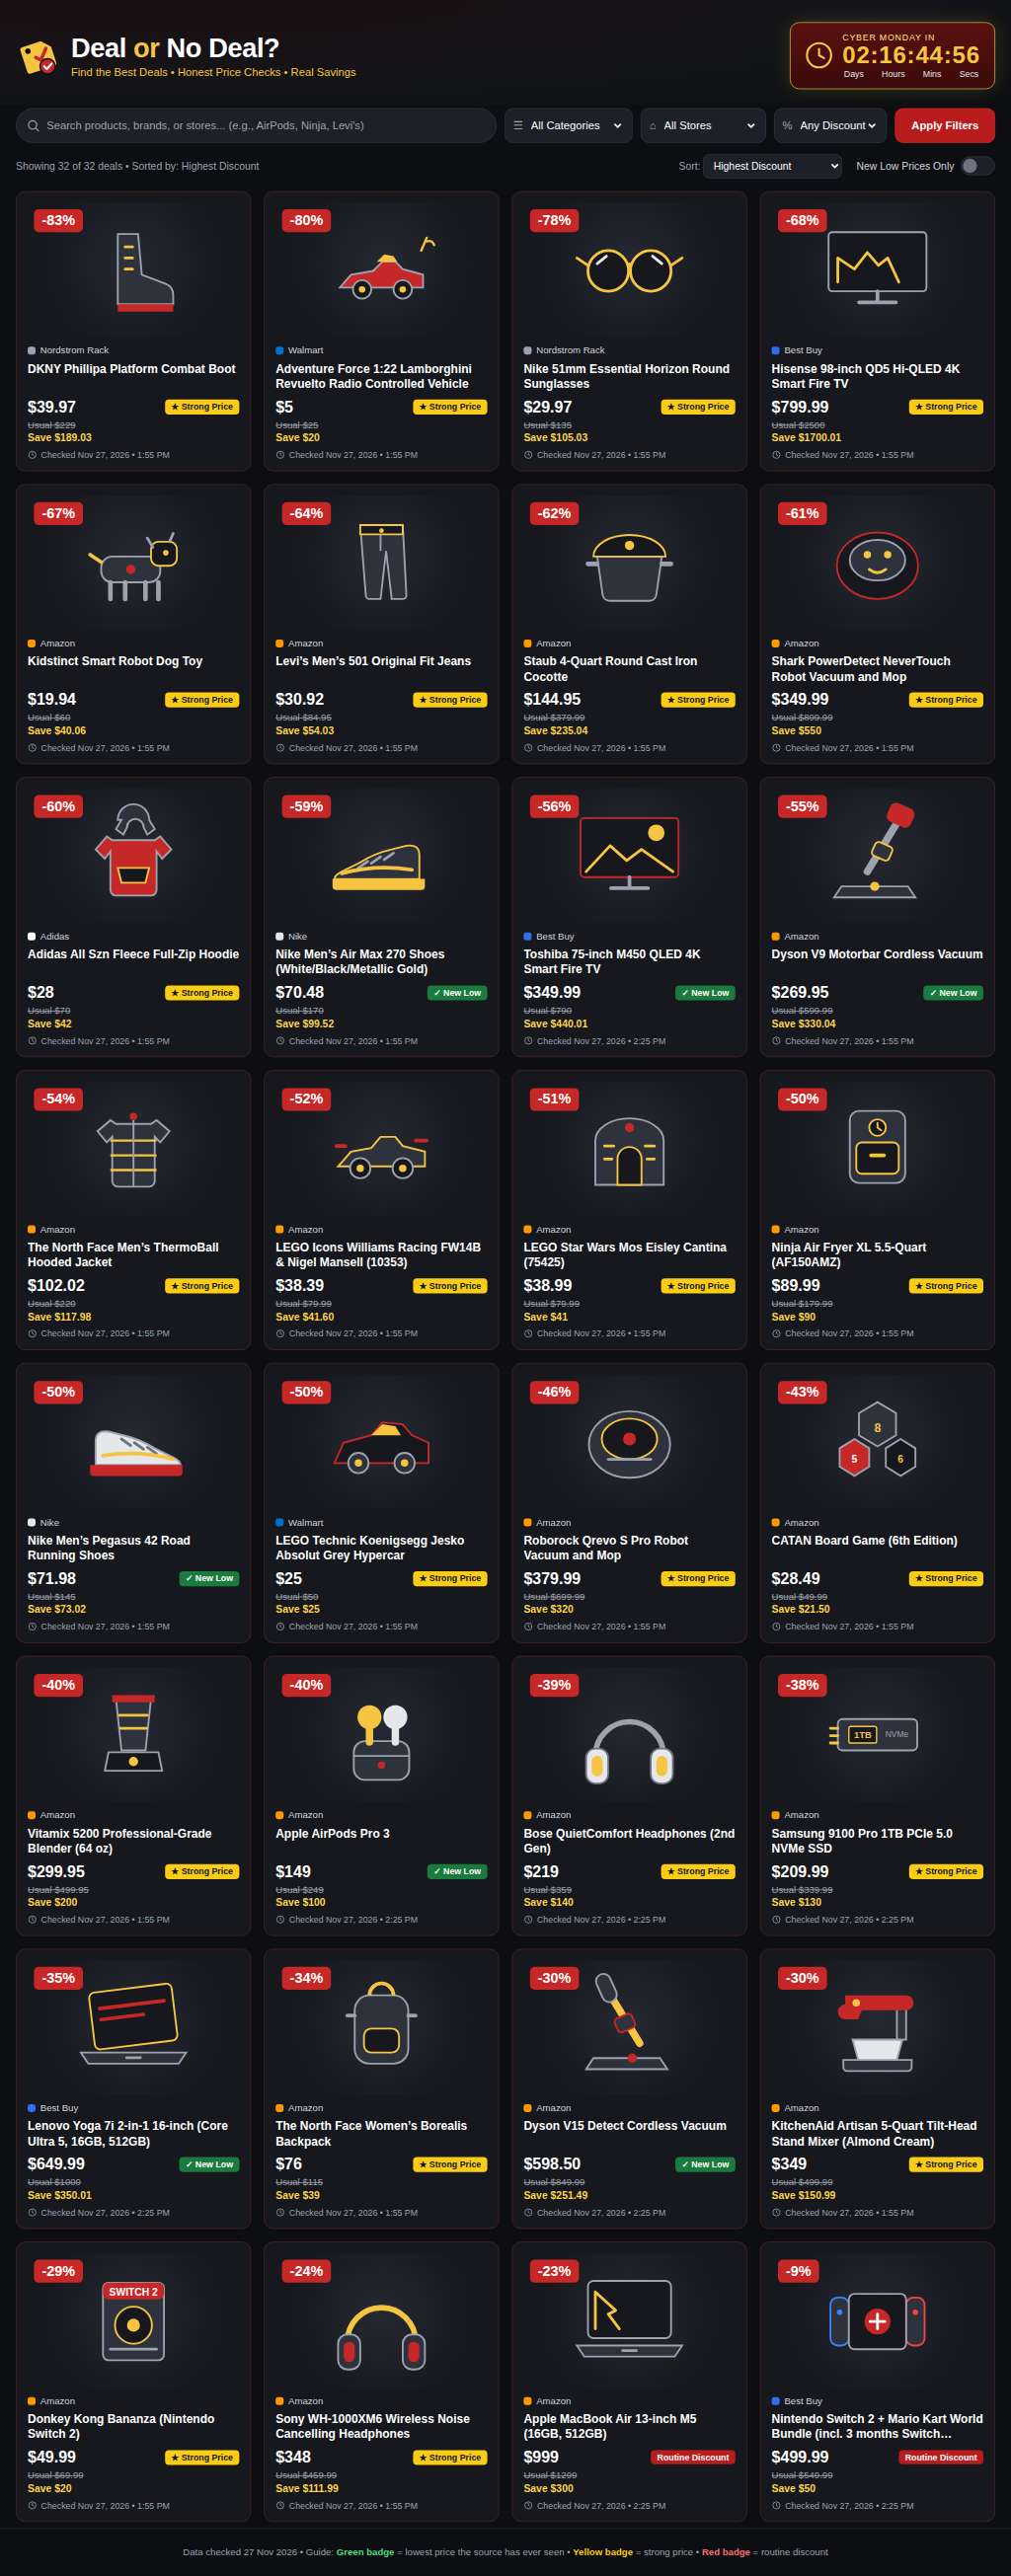 Deal or No Deal?
Find the Best Deals • Honest Price Checks • Real Savings
CYBER MONDAY IN
02:16:44:56
Days Hours Mins Secs
Search products, brands, or stores... (e.g., AirPods, Ninja, Levi's)
All Categories
All Stores
% Any Discount
Apply Filters
Showing 32 of 32 deals • Sorted by: Highest Discount
Sort: Highest Discount
New Low Prices Only
-83%
Nordstrom Rack
DKNY Phillipa Platform Combat Boot
$39.97 ★ Strong Price
Usual $229
Save $189.03
Checked Nov 27, 2026 • 1:55 PM
-80%
Walmart
Adventure Force 1:22 Lamborghini
Revuelto Radio Controlled Vehicle
$5 ★ Strong Price
Usual $25
Save $20
Checked Nov 27, 2026 • 1:55 PM
-78%
Nordstrom Rack
Nike 51mm Essential Horizon Round
Sunglasses
$29.97 ★ Strong Price
Usual $135
Save $105.03
Checked Nov 27, 2026 • 1:55 PM
-68%
Best Buy
Hisense 98-inch QD5 Hi-QLED 4K
Smart Fire TV
$799.99 ★ Strong Price
Usual $2500
Save $1700.01
Checked Nov 27, 2026 • 1:55 PM
-67%
Amazon
Kidstinct Smart Robot Dog Toy
$19.94 ★ Strong Price
Usual $60
Save $40.06
Checked Nov 27, 2026 • 1:55 PM
-64%
Amazon
Levi’s Men’s 501 Original Fit Jeans
$30.92 ★ Strong Price
Usual $84.95
Save $54.03
Checked Nov 27, 2026 • 1:55 PM
-62%
Amazon
Staub 4-Quart Round Cast Iron
Cocotte
$144.95 ★ Strong Price
Usual $379.99
Save $235.04
Checked Nov 27, 2026 • 1:55 PM
-61%
Amazon
Shark PowerDetect NeverTouch
Robot Vacuum and Mop
$349.99 ★ Strong Price
Usual $899.99
Save $550
Checked Nov 27, 2026 • 1:55 PM
-60%
Adidas
Adidas All Szn Fleece Full-Zip Hoodie
$28 ★ Strong Price
Usual $70
Save $42
Checked Nov 27, 2026 • 1:55 PM
-59%
Nike
Nike Men’s Air Max 270 Shoes
(White/Black/Metallic Gold)
$70.48 ✓ New Low
Usual $170
Save $99.52
Checked Nov 27, 2026 • 1:55 PM
-56%
Best Buy
Toshiba 75-inch M450 QLED 4K
Smart Fire TV
$349.99 ✓ New Low
Usual $790
Save $440.01
Checked Nov 27, 2026 • 2:25 PM
-55%
Amazon
Dyson V9 Motorbar Cordless Vacuum
$269.95 ✓ New Low
Usual $599.99
Save $330.04
Checked Nov 27, 2026 • 1:55 PM
-54%
Amazon
The North Face Men’s ThermoBall
Hooded Jacket
$102.02 ★ Strong Price
Usual $220
Save $117.98
Checked Nov 27, 2026 • 1:55 PM
-52%
Amazon
LEGO Icons Williams Racing FW14B
& Nigel Mansell (10353)
$38.39 ★ Strong Price
Usual $79.99
Save $41.60
Checked Nov 27, 2026 • 1:55 PM
-51%
Amazon
LEGO Star Wars Mos Eisley Cantina
(75425)
$38.99 ★ Strong Price
Usual $79.99
Save $41
Checked Nov 27, 2026 • 1:55 PM
-50%
Amazon
Ninja Air Fryer XL 5.5-Quart
(AF150AMZ)
$89.99 ★ Strong Price
Usual $179.99
Save $90
Checked Nov 27, 2026 • 1:55 PM
-50%
Nike
Nike Men’s Pegasus 42 Road
Running Shoes
$71.98 ✓ New Low
Usual $145
Save $73.02
Checked Nov 27, 2026 • 1:55 PM
-50%
Walmart
LEGO Technic Koenigsegg Jesko
Absolut Grey Hypercar
$25 ★ Strong Price
Usual $50
Save $25
Checked Nov 27, 2026 • 1:55 PM
-46%
Amazon
Roborock Qrevo S Pro Robot
Vacuum and Mop
$379.99 ★ Strong Price
Usual $699.99
Save $320
Checked Nov 27, 2026 • 1:55 PM
-43%
8
5 6
Amazon
CATAN Board Game (6th Edition)
$28.49 ★ Strong Price
Usual $49.99
Save $21.50
Checked Nov 27, 2026 • 1:55 PM
-40%
Amazon
Vitamix 5200 Professional-Grade
Blender (64 oz)
$299.95 ★ Strong Price
Usual $499.95
Save $200
Checked Nov 27, 2026 • 1:55 PM
-40%
Amazon
Apple AirPods Pro 3
$149 ✓ New Low
Usual $249
Save $100
Checked Nov 27, 2026 • 2:25 PM
-39%
Amazon
Bose QuietComfort Headphones (2nd
Gen)
$219 ★ Strong Price
Usual $359
Save $140
Checked Nov 27, 2026 • 2:25 PM
-38%
1TB NVMe
Amazon
Samsung 9100 Pro 1TB PCIe 5.0
NVMe SSD
$209.99 ★ Strong Price
Usual $339.99
Save $130
Checked Nov 27, 2026 • 2:25 PM
-35%
Best Buy
Lenovo Yoga 7i 2-in-1 16-inch (Core
Ultra 5, 16GB, 512GB)
$649.99 ✓ New Low
Usual $1000
Save $350.01
Checked Nov 27, 2026 • 2:25 PM
-34%
Amazon
The North Face Women’s Borealis
Backpack
$76 ★ Strong Price
Usual $115
Save $39
Checked Nov 27, 2026 • 1:55 PM
-30%
Amazon
Dyson V15 Detect Cordless Vacuum
$598.50 ✓ New Low
Usual $849.99
Save $251.49
Checked Nov 27, 2026 • 2:25 PM
-30%
Amazon
KitchenAid Artisan 5-Quart Tilt-Head
Stand Mixer (Almond Cream)
$349 ★ Strong Price
Usual $499.99
Save $150.99
Checked Nov 27, 2026 • 1:55 PM
-29%
SWITCH 2
Amazon
Donkey Kong Bananza (Nintendo
Switch 2)
$49.99 ★ Strong Price
Usual $69.99
Save $20
Checked Nov 27, 2026 • 1:55 PM
-24%
Amazon
Sony WH-1000XM6 Wireless Noise
Cancelling Headphones
$348 ★ Strong Price
Usual $459.99
Save $111.99
Checked Nov 27, 2026 • 1:55 PM
-23%
Amazon
Apple MacBook Air 13-inch M5
(16GB, 512GB)
$999 Routine Discount
Usual $1299
Save $300
Checked Nov 27, 2026 • 2:25 PM
-9%
Best Buy
Nintendo Switch 2 + Mario Kart World
Bundle (incl. 3 months Switch…
$499.99 Routine Discount
Usual $549.99
Save $50
Checked Nov 27, 2026 • 2:25 PM
Data checked 27 Nov 2026 • Guide: Green badge = lowest price the source has ever seen • Yellow badge = strong price • Red badge = routine discount